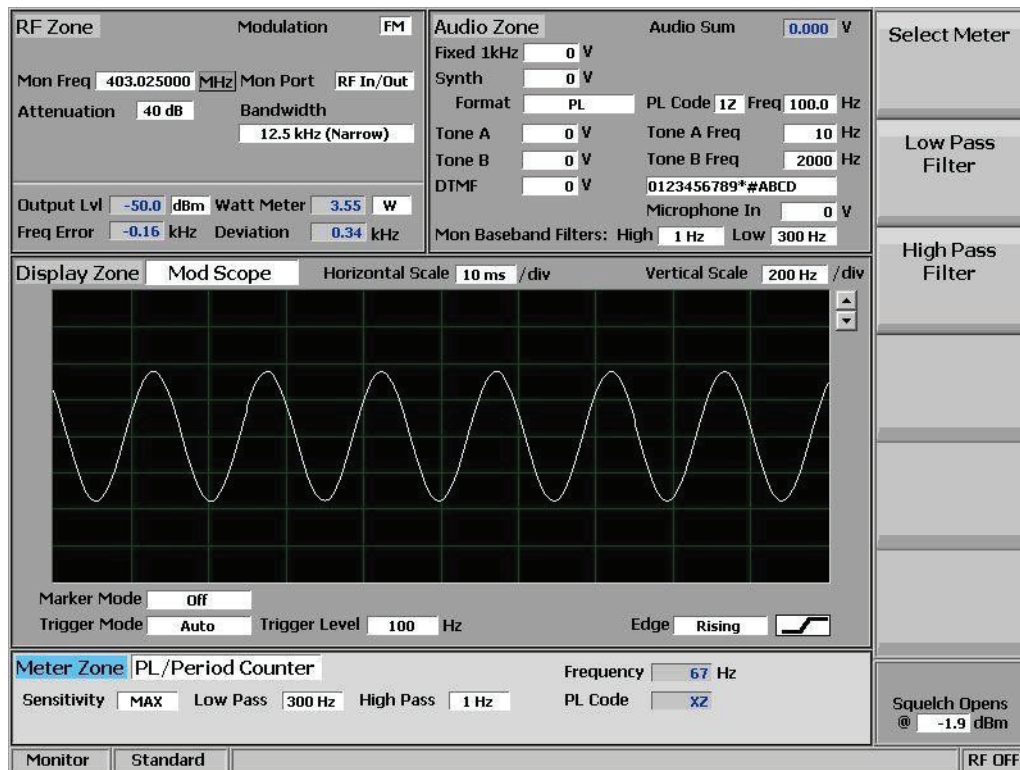 RF Zone Modulation FM
Mon Freq 403.025000 MHz Mon Port RF In/Out
Attenuation 40 dB Bandwidth
12.5 kHz (Narrow)
Output Lvl -50.0 dBm Watt Meter 3.55 W
Freq Error -0.16 kHz Deviation 0.34 kHz
Audio Zone Audio Sum 0.000 V
Fixed 1kHz 0 V
Synth 0 V
Format PL PL Code 1Z Freq 100.0 Hz
Tone A 0 V Tone A Freq 10 Hz
Tone B 0 V Tone B Freq 2000 Hz
DTMF 0 V 0123456789*#ABCD
Microphone In 0 V
Mon Baseband Filters: High 1 Hz Low 300 Hz
Display Zone Mod Scope Horizontal Scale 10 ms /div Vertical Scale 200 Hz /div
Marker Mode Off
Trigger Mode Auto Trigger Level 100 Hz Edge Rising
Meter Zone PL/Period Counter Frequency 67 Hz
Sensitivity MAX Low Pass 300 Hz High Pass 1 Hz PL Code XZ
Select Meter
Low Pass
Filter
High Pass
Filter
Squelch Opens
@ -1.9 dBm
Monitor Standard RF OFF